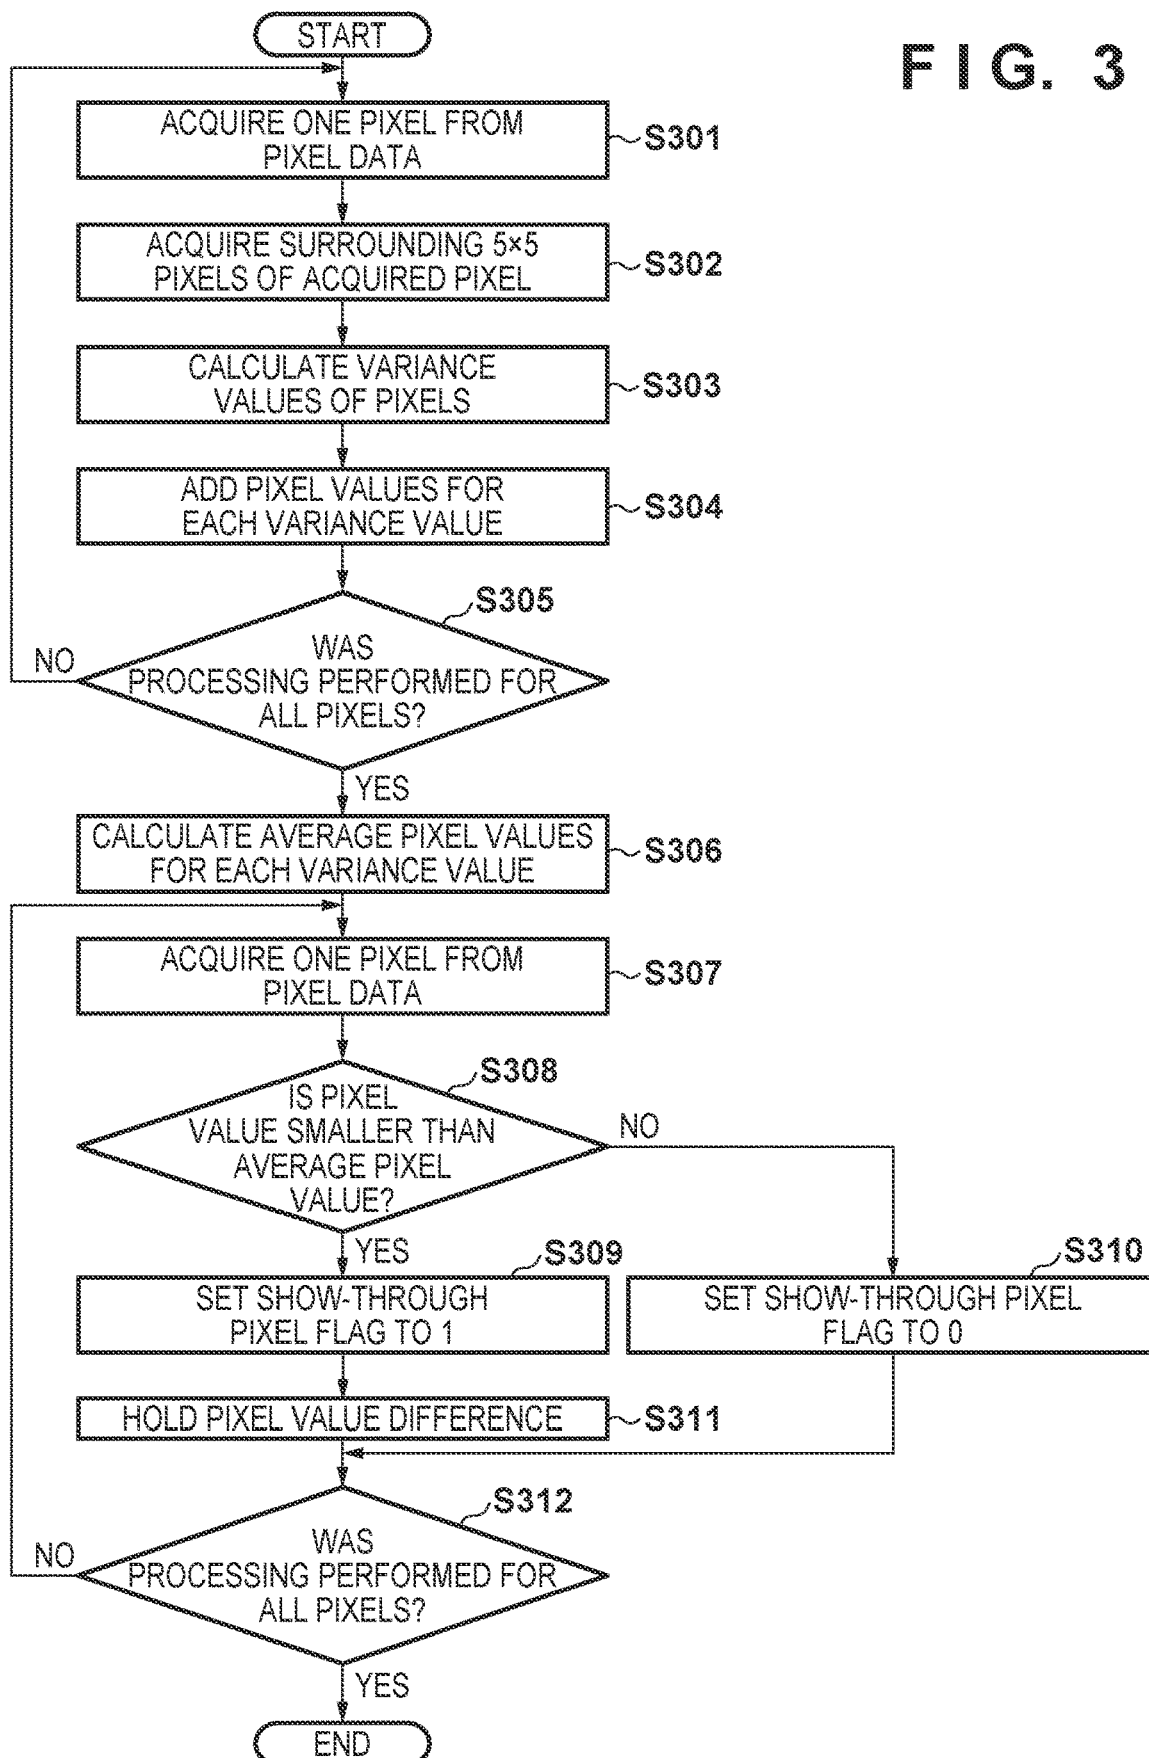 FIG. 3
START
ACQUIRE ONE PIXEL FROM
PIXEL DATA
S301
ACQUIRE SURROUNDING 5×5
PIXELS OF ACQUIRED PIXEL
S302
CALCULATE VARIANCE
VALUES OF PIXELS
S303
ADD PIXEL VALUES FOR
EACH VARIANCE VALUE
S304
S305
WAS
PROCESSING PERFORMED FOR
ALL PIXELS?
NO
YES
CALCULATE AVERAGE PIXEL VALUES
FOR EACH VARIANCE VALUE
S306
ACQUIRE ONE PIXEL FROM
PIXEL DATA
S307
S308
IS PIXEL
VALUE SMALLER THAN
AVERAGE PIXEL
VALUE?
NO
YES
S309
SET SHOW-THROUGH
PIXEL FLAG TO 1
S310
SET SHOW-THROUGH PIXEL
FLAG TO 0
HOLD PIXEL VALUE DIFFERENCE
S311
S312
WAS
PROCESSING PERFORMED FOR
ALL PIXELS?
NO
YES
END